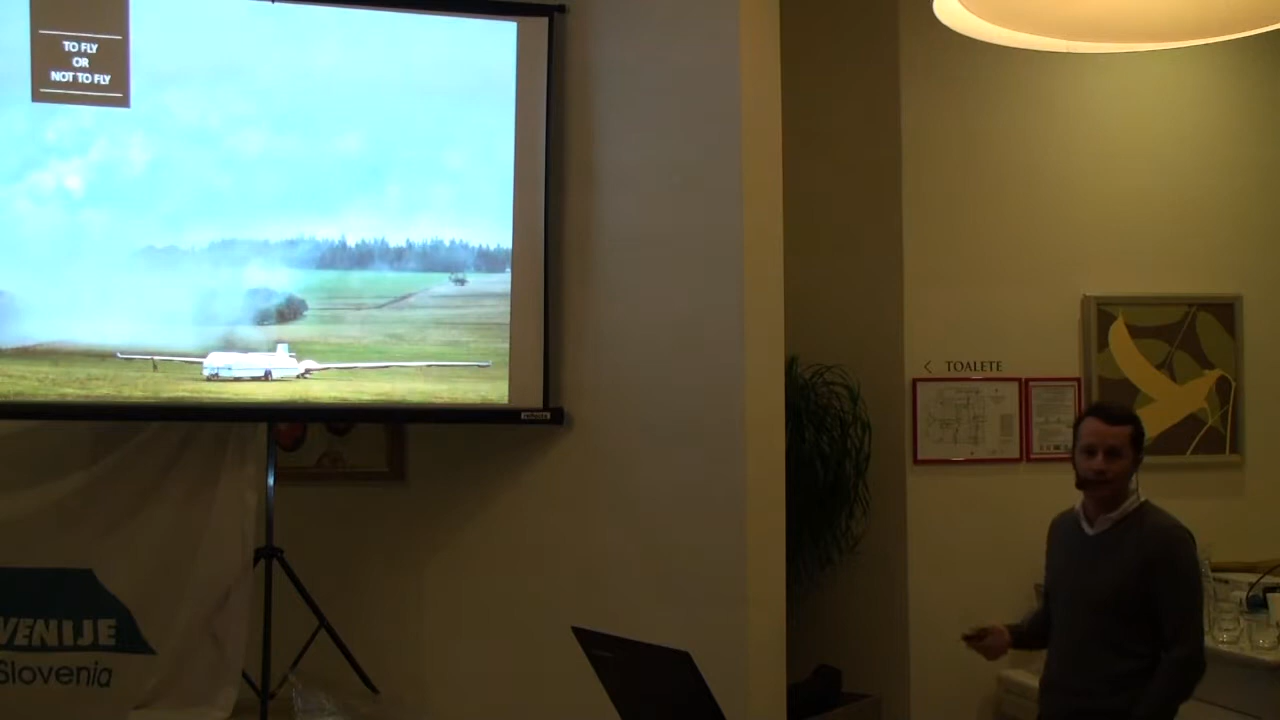 TO FLY
OR
NOT TO FLY
< TOALETE
VENIJE
Slovenia